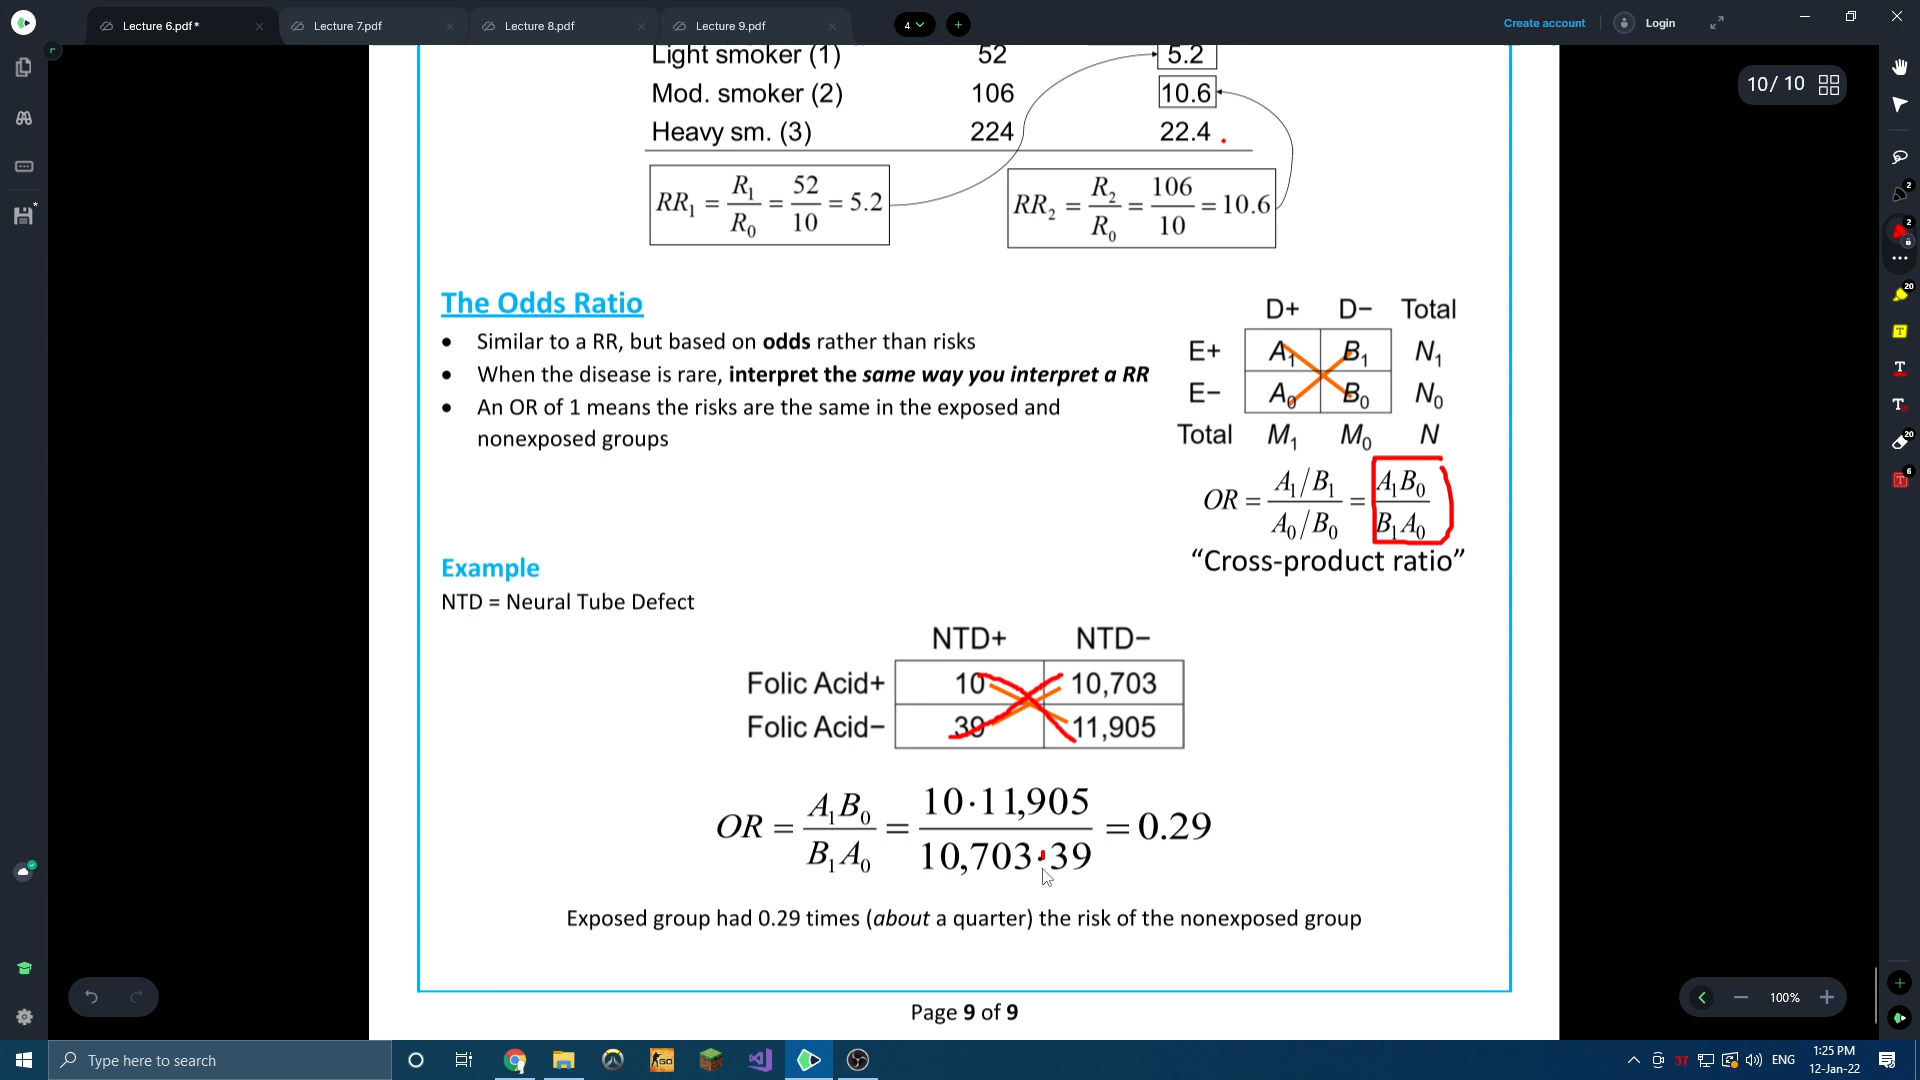 Lecture 6.pdf*
Lecture 7.pdf
Lecture 8.pdf
Lecture 9.pdf
4
Create account
Login
10/ 10
Light smoker (1) 52 5.2
Mod. smoker (2) 106 10.6
Heavy sm. (3) 224 22.4
RR₁ = R₁/R₀ = 52/10 = 5.2
RR₂ = R₂/R₀ = 106/10 = 10.6
The Odds Ratio
• Similar to a RR, but based on odds rather than risks
• When the disease is rare, interpret the same way you interpret a RR
• An OR of 1 means the risks are the same in the exposed and
nonexposed groups
D+ D− Total
E+ A₁ B₁ N₁
E− A₀ B₀ N₀
Total M₁ M₀ N
OR = A₁/B₁ / A₀/B₀ = A₁B₀ / B₁A₀
“Cross-product ratio”
Example
NTD = Neural Tube Defect
NTD+ NTD−
Folic Acid+ 10 10,703
Folic Acid− 39 11,905
OR = A₁B₀ / B₁A₀ = 10·11,905 / 10,703·39 = 0.29
Exposed group had 0.29 times (about a quarter) the risk of the nonexposed group
Page 9 of 9
100%
2
2
20
20
6
Type here to search
GO
37
ENG
1:25 PM
12-Jan-22